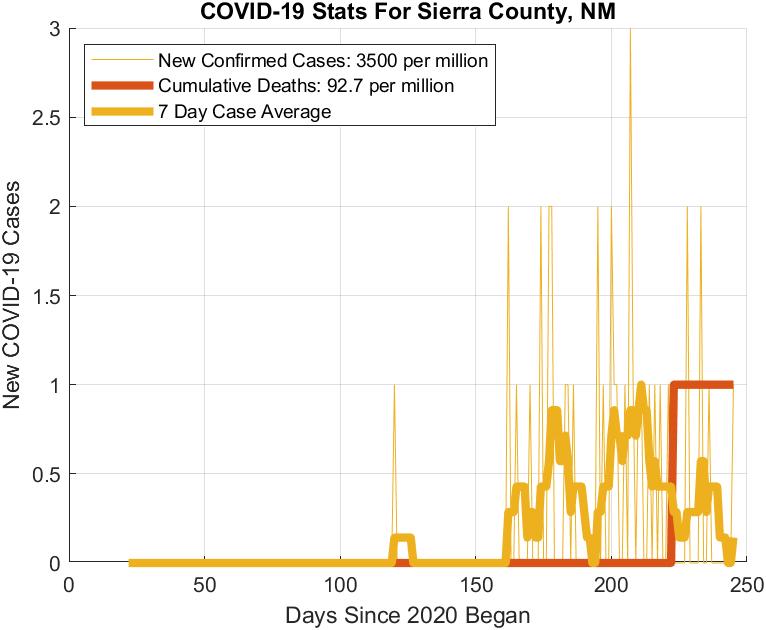 COVID-19 Stats For Sierra County, NM
New Confirmed Cases: 3500 per million
Cumulative Deaths: 92.7 per million
7 Day Case Average
New COVID-19 Cases
3
2.5
2
1.5
1
0.5
0
0 50 100 150 200 250
Days Since 2020 Began